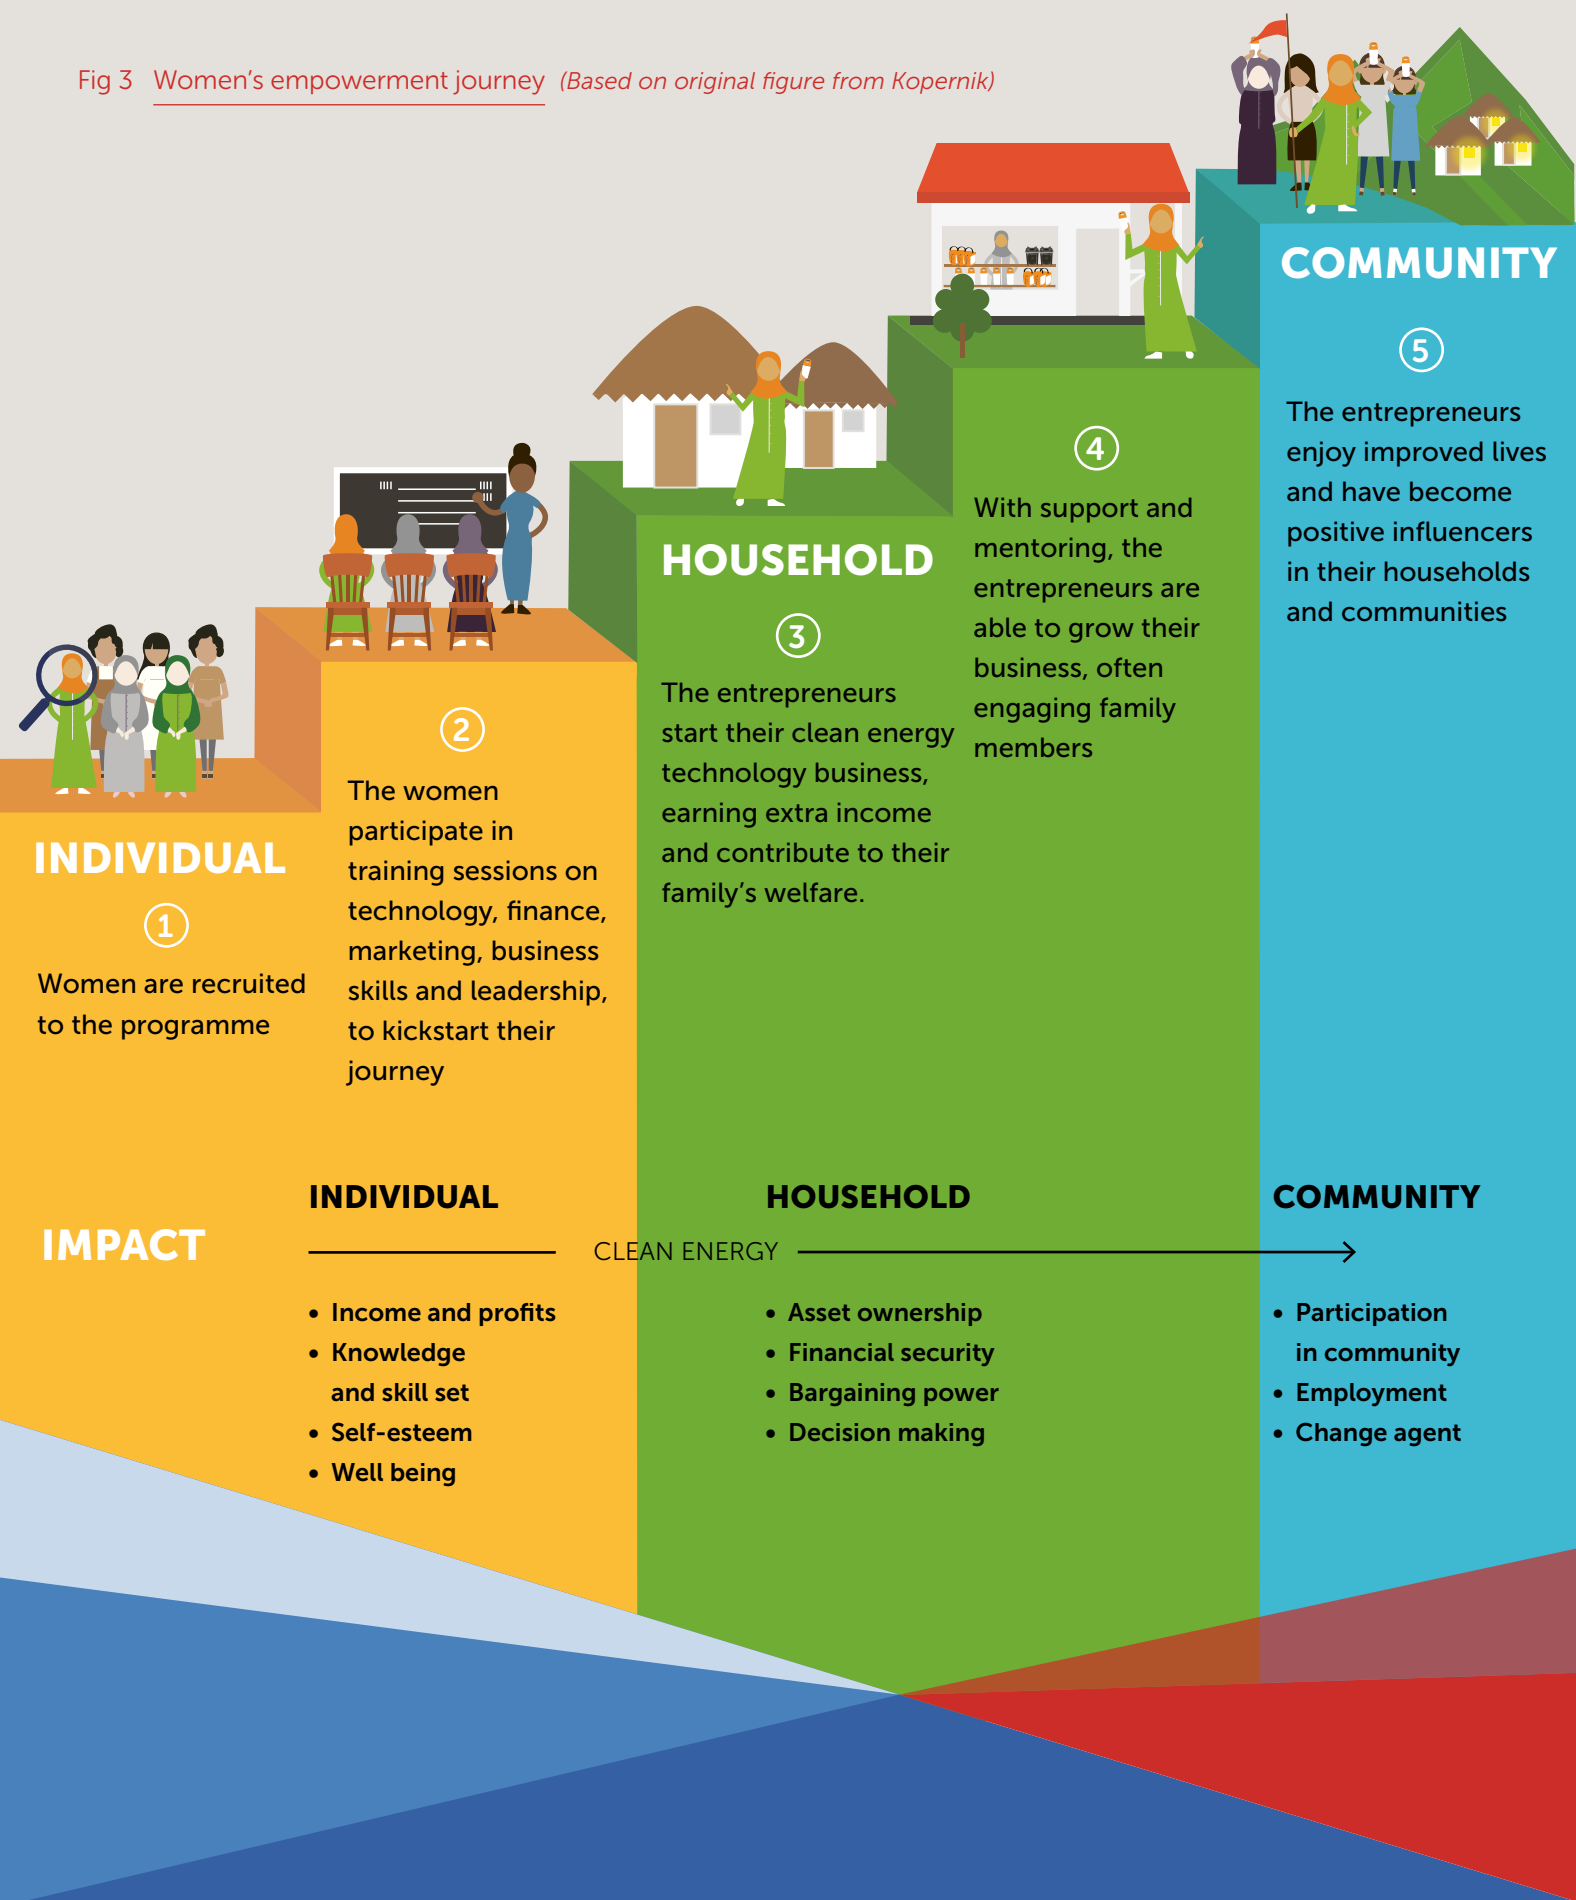 Fig 3 Women's empowerment journey (Based on original figure from Kopernik)
INDIVIDUAL
1
Women are recruited
to the programme
2
The women
participate in
training sessions on
technology, finance,
marketing, business
skills and leadership,
to kickstart their
journey
HOUSEHOLD
3
The entrepreneurs
start their clean energy
technology business,
earning extra income
and contribute to their
family's welfare.
4
With support and
mentoring, the
entrepreneurs are
able to grow their
business, often
engaging family
members
COMMUNITY
5
The entrepreneurs
enjoy improved lives
and have become
positive influencers
in their households
and communities
IMPACT
CLEAN ENERGY
INDIVIDUAL
• Income and profits
• Knowledge
and skill set
• Self-esteem
• Well being
HOUSEHOLD
• Asset ownership
• Financial security
• Bargaining power
• Decision making
COMMUNITY
• Participation
in community
• Employment
• Change agent